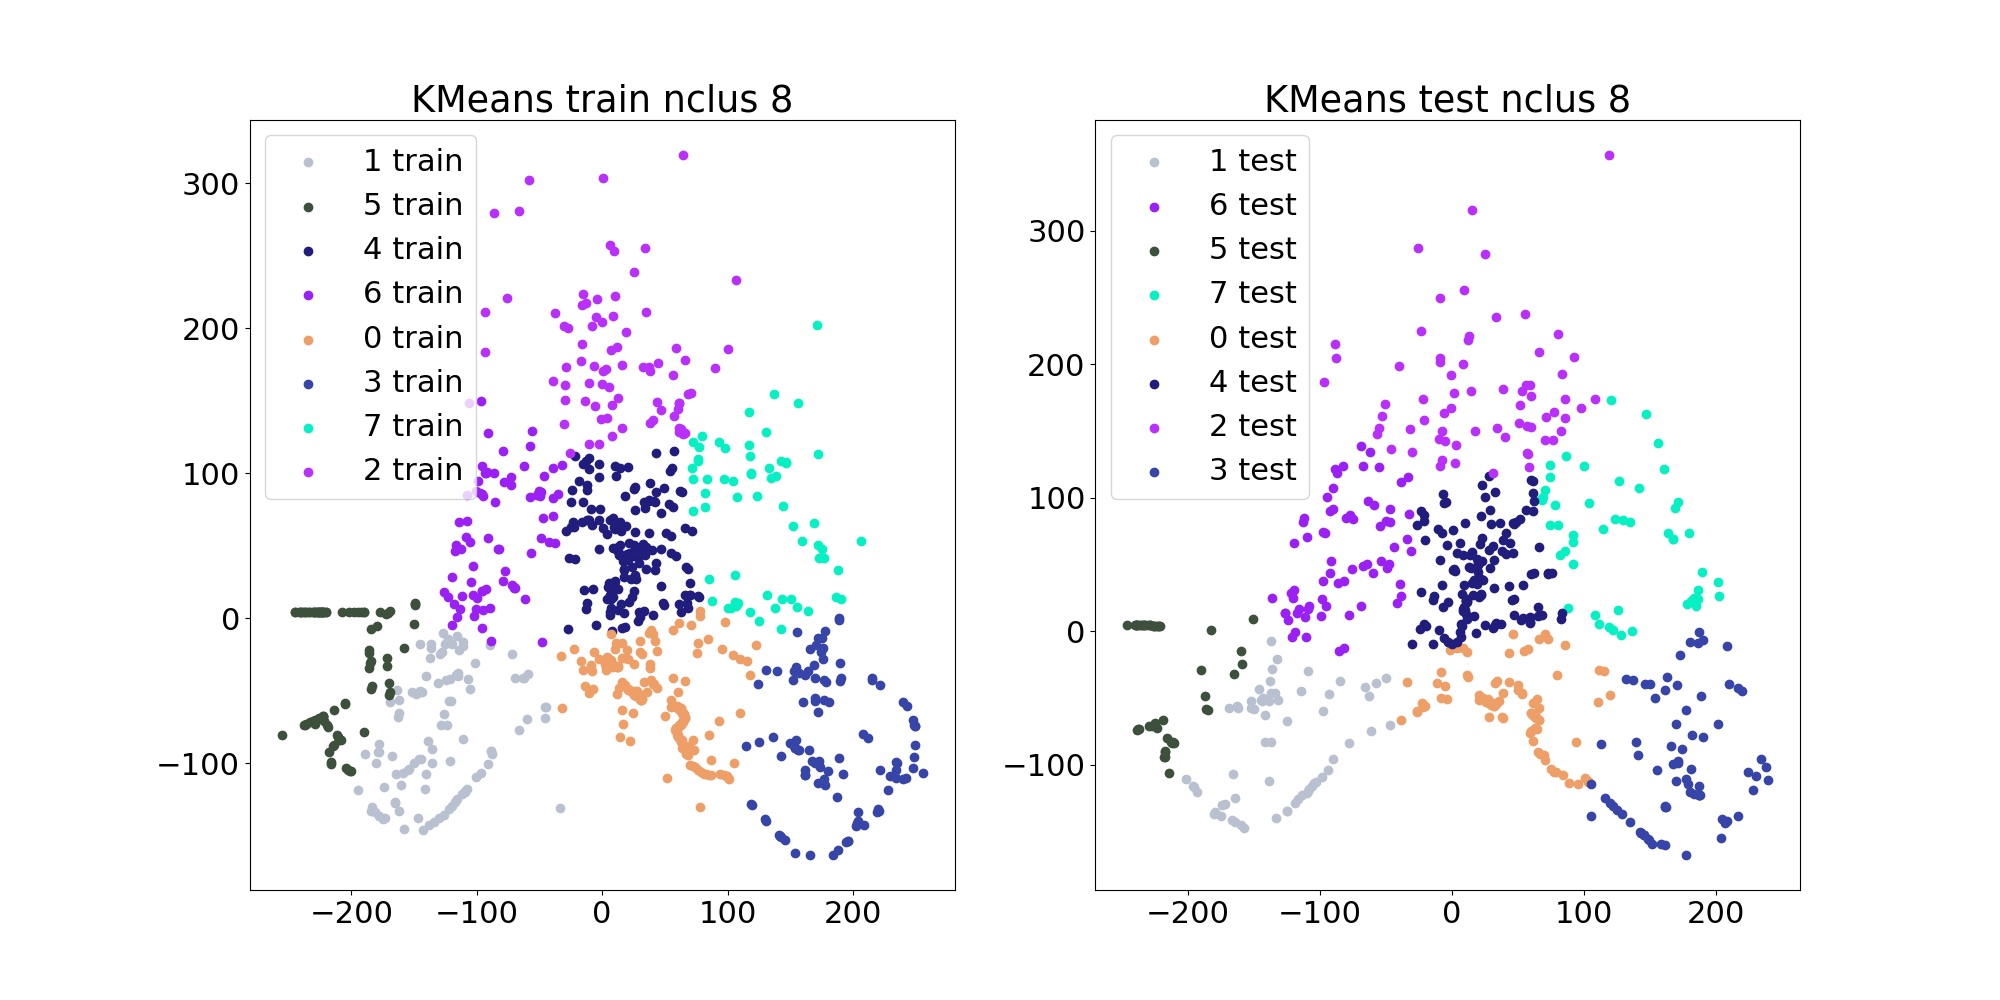 KMeans train nclus 8
300
200
100
0
−100
−200
−100
0
100
200
1 train
5 train
4 train
6 train
0 train
3 train
7 train
2 train
KMeans test nclus 8
300
200
100
0
−100
−200
−100
0
100
200
1 test
6 test
5 test
7 test
0 test
4 test
2 test
3 test